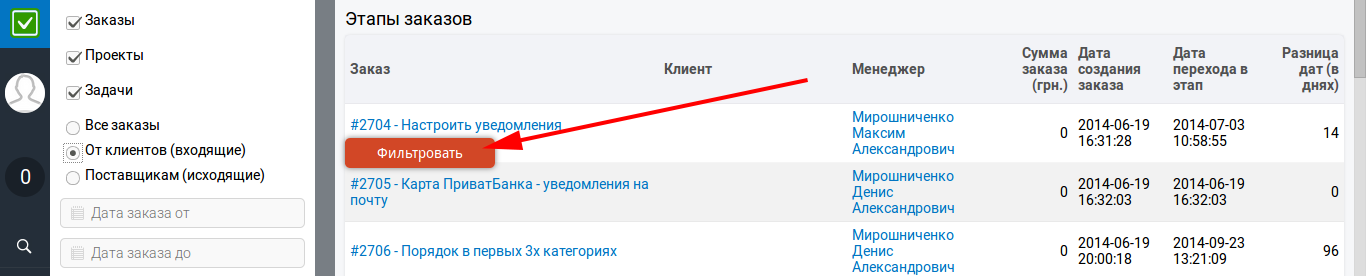 Заказы
Проекты
Задачи
Все заказы
От клиентов (входящие)
Поставщикам (исходящие)
Дата заказа от
Дата заказа до
0
Этапы заказов
Заказ
Клиент
Менеджер
Сумма
заказа
(грн.)
Дата
создания
заказа
Дата
перехода в
этап
Разница
дат (в
днях)
#2704 - Настроить уведомления
Мирошниченко
Максим
Александрович
0
2014-06-19
16:31:28
2014-07-03
10:58:55
14
Фильтровать
#2705 - Карта ПриватБанка - уведомления на
почту
Мирошниченко
Денис
Александрович
0
2014-06-19
16:32:03
2014-06-19
16:32:03
0
#2706 - Порядок в первых 3х категориях
Мирошниченко
Денис
Александрович
0
2014-06-19
20:00:18
2014-09-23
13:21:09
96